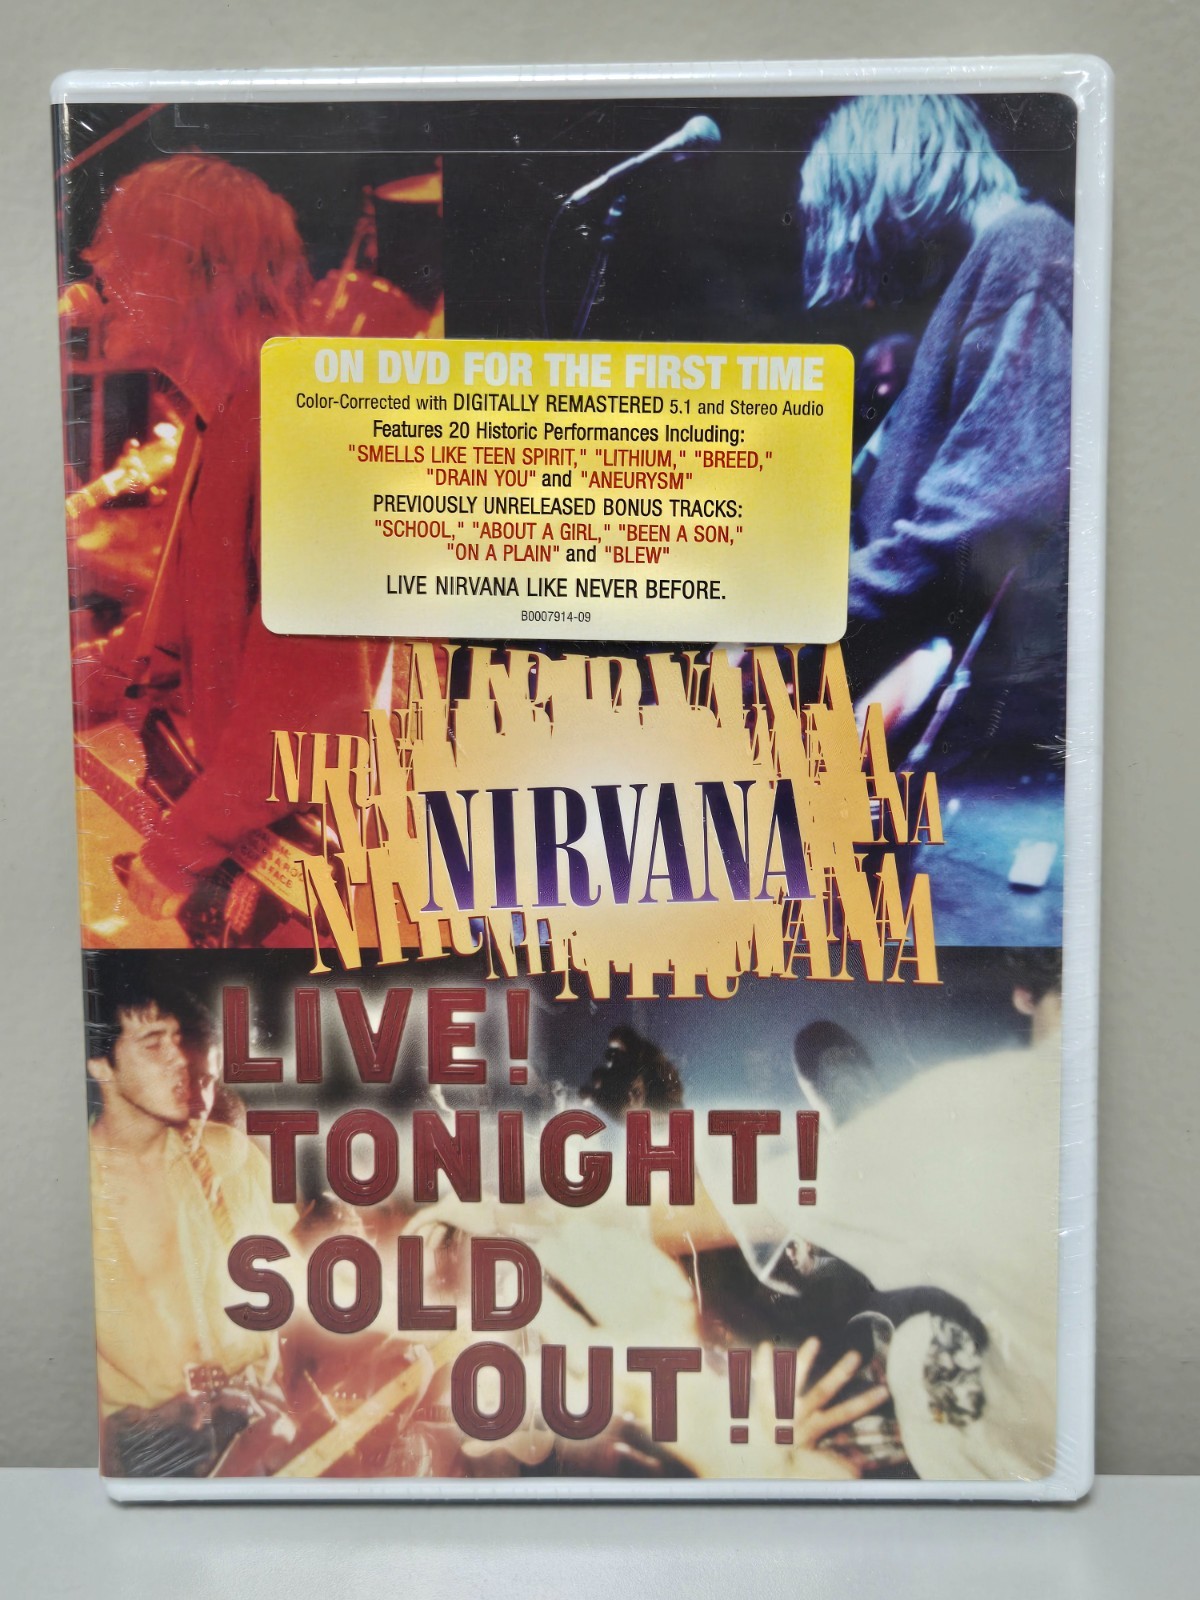 ON DVD FOR THE FIRST TIME
Color-Corrected with DIGITALLY REMASTERED 5.1 and Stereo Audio
Features 20 Historic Performances Including:
"SMELLS LIKE TEEN SPIRIT," "LITHIUM," "BREED,"
"DRAIN YOU" and "ANEURYSM"
PREVIOUSLY UNRELEASED BONUS TRACKS:
"SCHOOL," "ABOUT A GIRL," "BEEN A SON,"
"ON A PLAIN" and "BLEW"
LIVE NIRVANA LIKE NEVER BEFORE.
B0007914-09
NIRVANA
LIVE!
TONIGHT!
SOLD
OUT!!